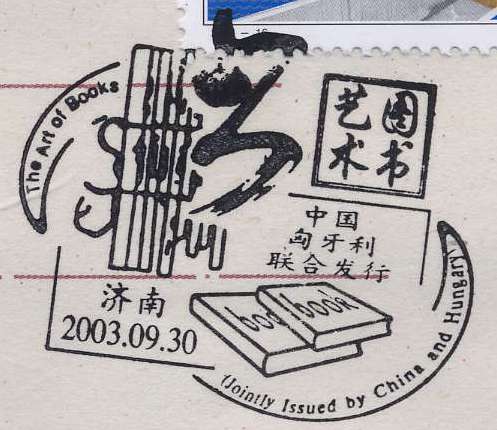 The Art of Books
图书
艺术
中国
匈牙利
联合发行
济南
2003.09.30
boo
book
(Jointly Issued by China and Hungary)